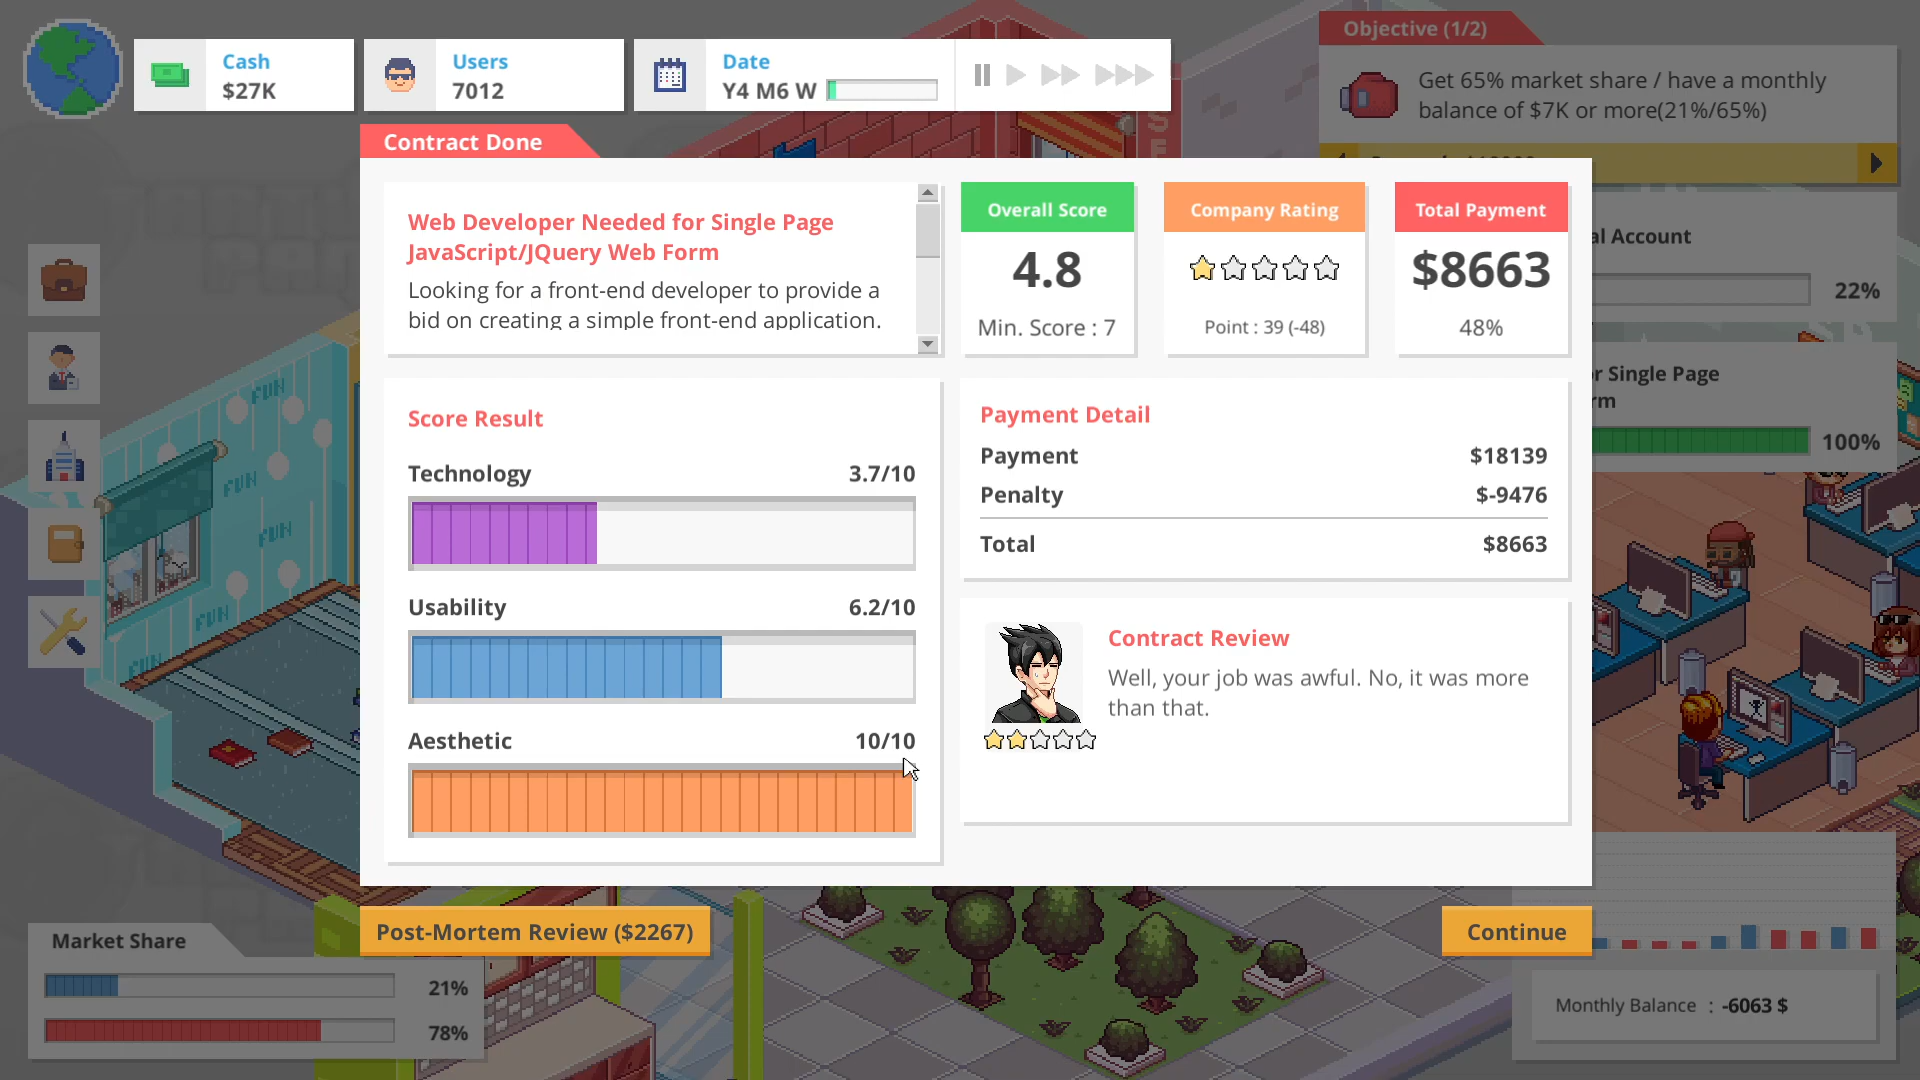 Cash
$27K
Users
7012
Date
Y4 M6 W
Objective (1/2)
Get 65% market share / have a monthly
balance of $7K or more(21%/65%)
Contract Done
Web Developer Needed for Single Page
JavaScript/JQuery Web Form
Looking for a front-end developer to provide a
bid on creating a simple front-end application.
Overall Score
4.8
Min. Score : 7
Company Rating
Point : 39 (-48)
Total Payment
$8663
48%
al Account
22%
r Single Page
rm
100%
Score Result
Technology 3.7/10
Usability 6.2/10
Aesthetic 10/10
Payment Detail
Payment $18139
Penalty $-9476
Total $8663
Contract Review
Well, your job was awful. No, it was more
than that.
Post-Mortem Review ($2267)
Continue
Market Share
21%
78%
Monthly Balance : -6063 $
FUN
FUN
FUN
FUN
FUN